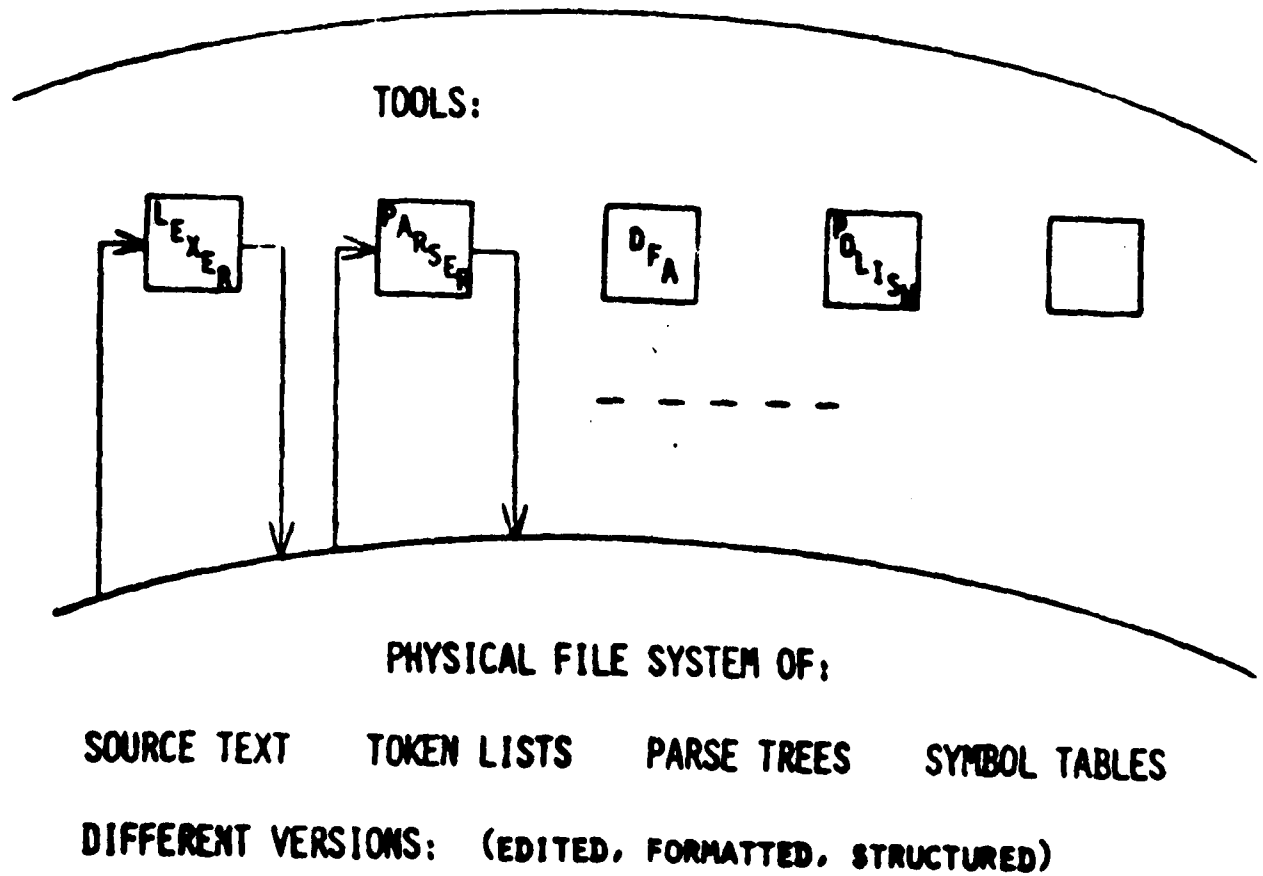 TOOLS:
LEXER
PARSER
DFA
POLISH
PHYSICAL FILE SYSTEM OF:
SOURCE TEXT TOKEN LISTS PARSE TREES SYMBOL TABLES
DIFFERENT VERSIONS: (EDITED, FORMATTED, STRUCTURED)